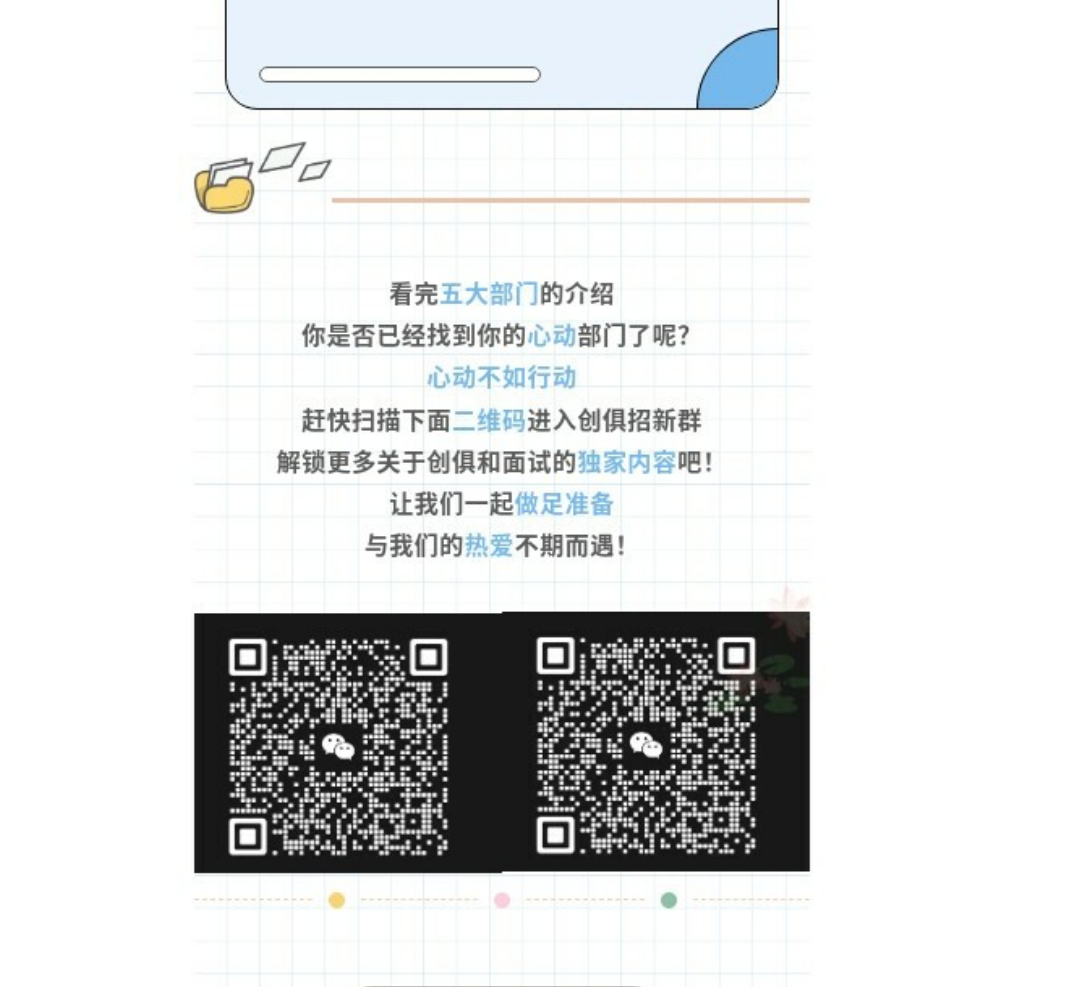 看完五大部门的介绍
你是否已经找到你的心动部门了呢？
心动不如行动
赶快扫描下面二维码进入创俱招新群
解锁更多关于创俱和面试的独家内容吧！
让我们一起做足准备
与我们的热爱不期而遇！